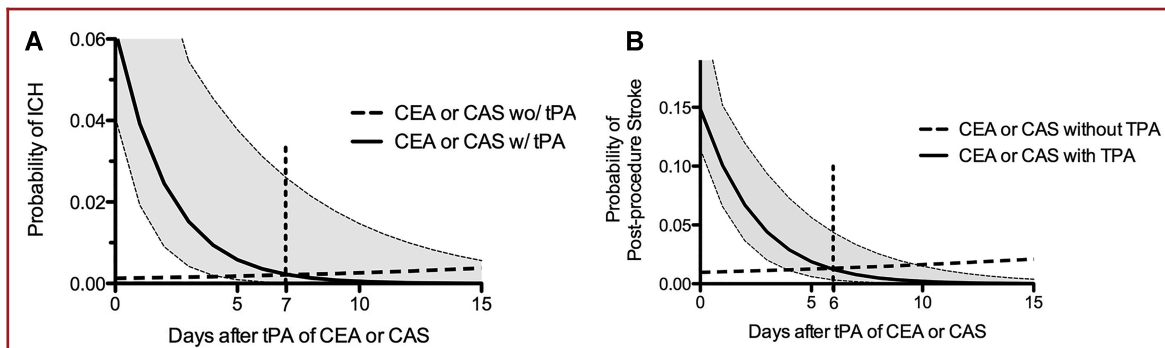 A
Probability of ICH
0.06
0.04
0.02
0.00
CEA or CAS wo/ tPA
CEA or CAS w/ tPA
0 5 7 10 15
Days after tPA of CEA or CAS
B
Probability of
Post-procedure Stroke
0.15
0.10
0.05
0.00
CEA or CAS without TPA
CEA or CAS with TPA
0 5 6 10 15
Days after tPA of CEA or CAS